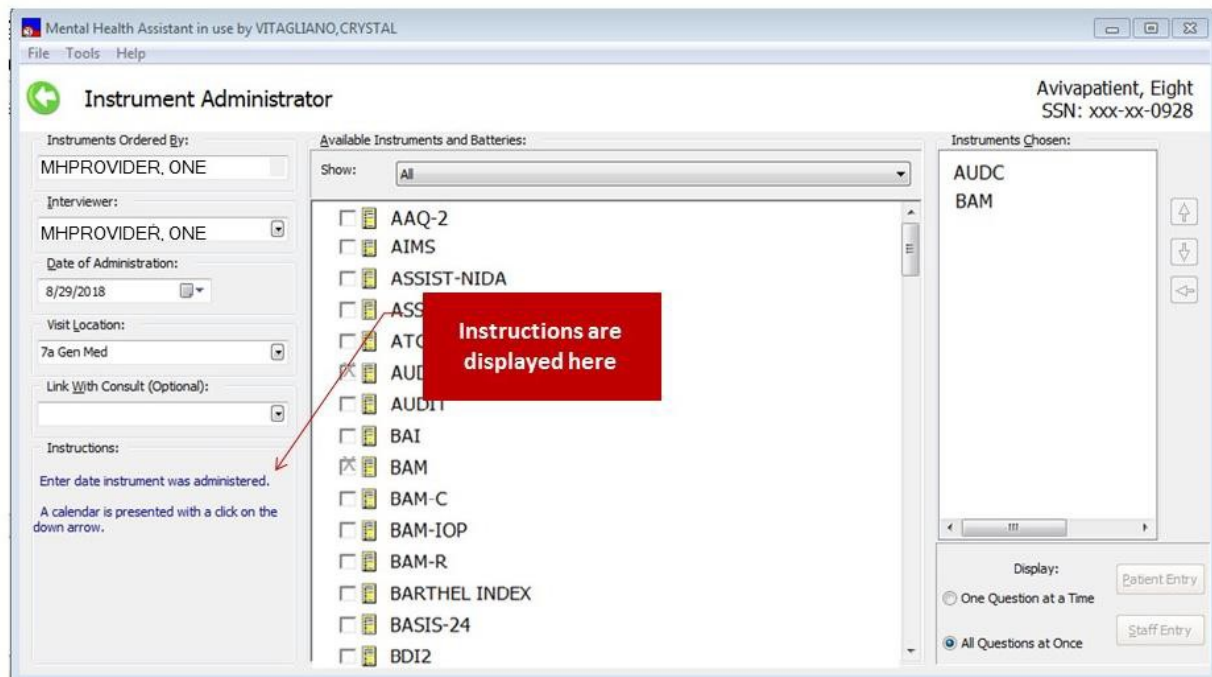 Mental Health Assistant in use by VITAGLIANO,CRYSTAL
File Tools Help
Instrument Administrator
Avivapatient, Eight
SSN: xxx-xx-0928
Instruments Ordered By:
MHPROVIDER, ONE
Interviewer:
MHPROVIDER, ONE
Date of Administration:
8/29/2018
Visit Location:
7a Gen Med
Link With Consult (Optional):
Instructions:
Enter date instrument was administered.
A calendar is presented with a click on the
down arrow.
Available Instruments and Batteries:
Show: All
AAQ-2
AIMS
ASSIST-NIDA
AUDIT
BAI
BAM
BAM-C
BAM-IOP
BAM-R
BARTHEL INDEX
BASIS-24
BDI2
Instructions are
displayed here
Instruments Chosen:
AUDC
BAM
Display:
One Question at a Time
All Questions at Once
Patient Entry
Staff Entry